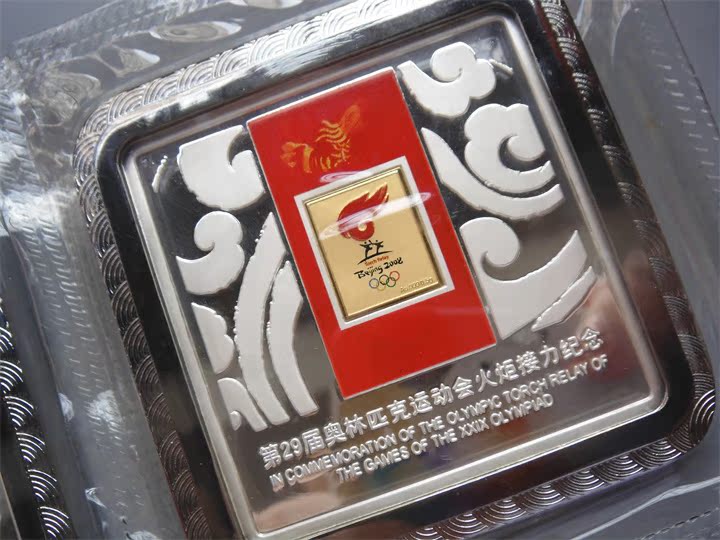 Torch Relay
Beijing 2008
第29届奥林匹克运动会火炬接力纪念
IN COMMEMORATION OF THE OLYMPIC TORCH RELAY OF
THE GAMES OF THE XXIX OLYMPIAD